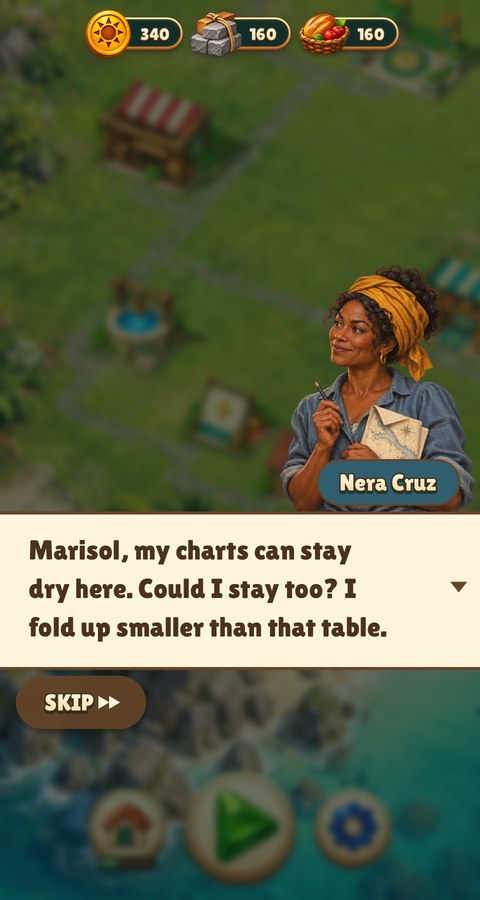 340
160
160
Nera Cruz
Marisol, my charts can stay
dry here. Could I stay too? I
fold up smaller than that table.
SKIP